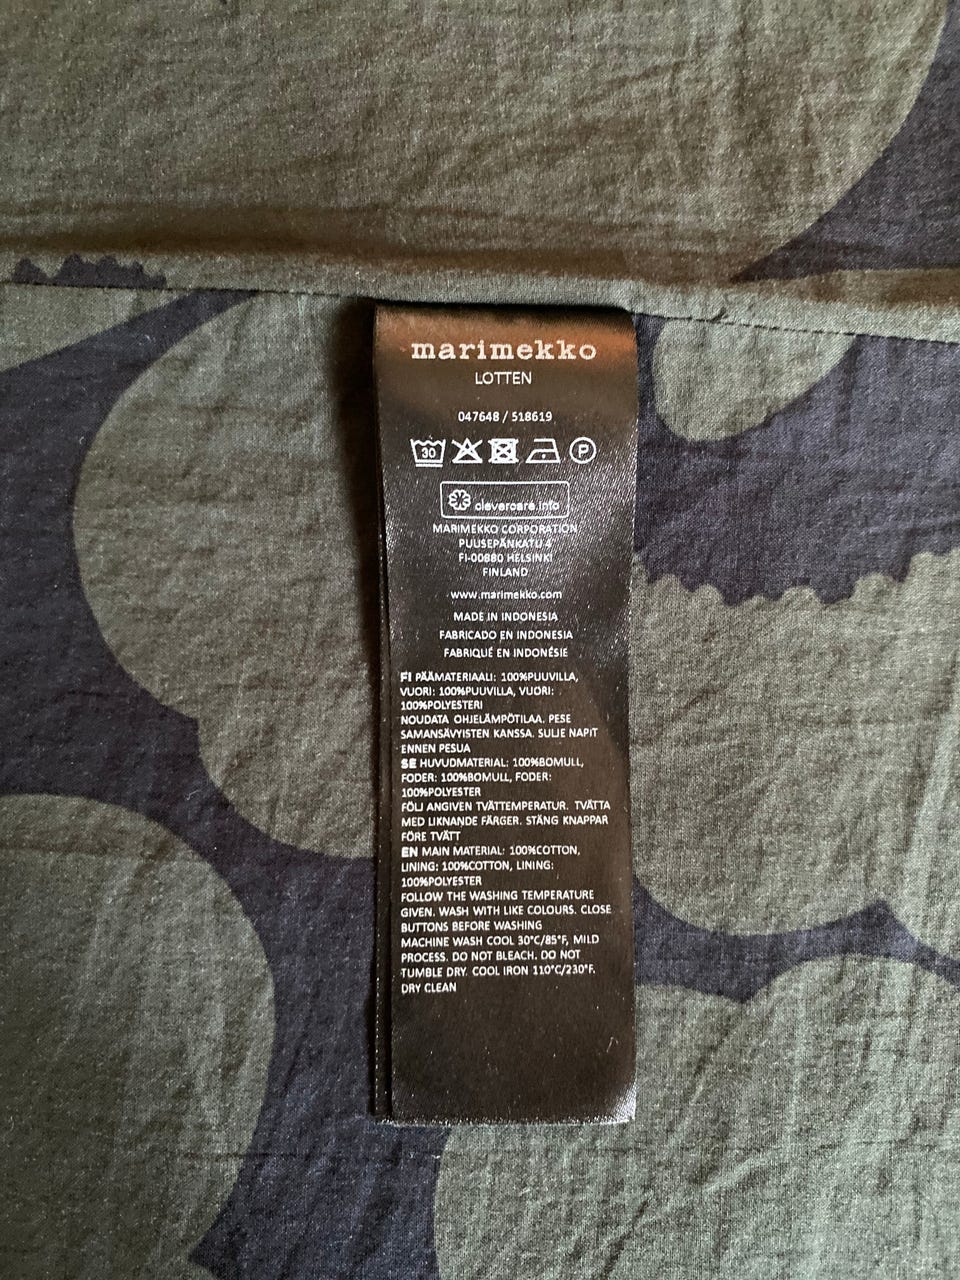 marimekko
LOTTEN
047648 / 518619
30 P
clevercare.info
MARIMEKKO CORPORATION
PUUSEPÄNKATU 4
FI-00880 HELSINKI
FINLAND
www.marimekko.com
MADE IN INDONESIA
FABRICADO EN INDONESIA
FABRIQUÉ EN INDONÉSIE
FI PÄÄMATERIAALI: 100%PUUVILLA,
VUORI: 100%PUUVILLA, VUORI:
100%POLYESTERI
NOUDATA OHJELÄMPÖTILAA. PESE
SAMANSÄVYISTEN KANSSA. SULJE NAPIT
ENNEN PESUA
SE HUVUDMATERIAL: 100%BOMULL,
FODER: 100%BOMULL, FODER:
100%POLYESTER
FÖLJ ANGIVEN TVÄTTEMPERATUR. TVÄTTA
MED LIKNANDE FÄRGER. STÄNG KNAPPAR
FÖRE TVÄTT
EN MAIN MATERIAL: 100%COTTON,
LINING: 100%COTTON, LINING:
100%POLYESTER
FOLLOW THE WASHING TEMPERATURE
GIVEN. WASH WITH LIKE COLOURS. CLOSE
BUTTONS BEFORE WASHING
MACHINE WASH COOL 30°C/85°F, MILD
PROCESS. DO NOT BLEACH. DO NOT
TUMBLE DRY. COOL IRON 110°C/230°F.
DRY CLEAN